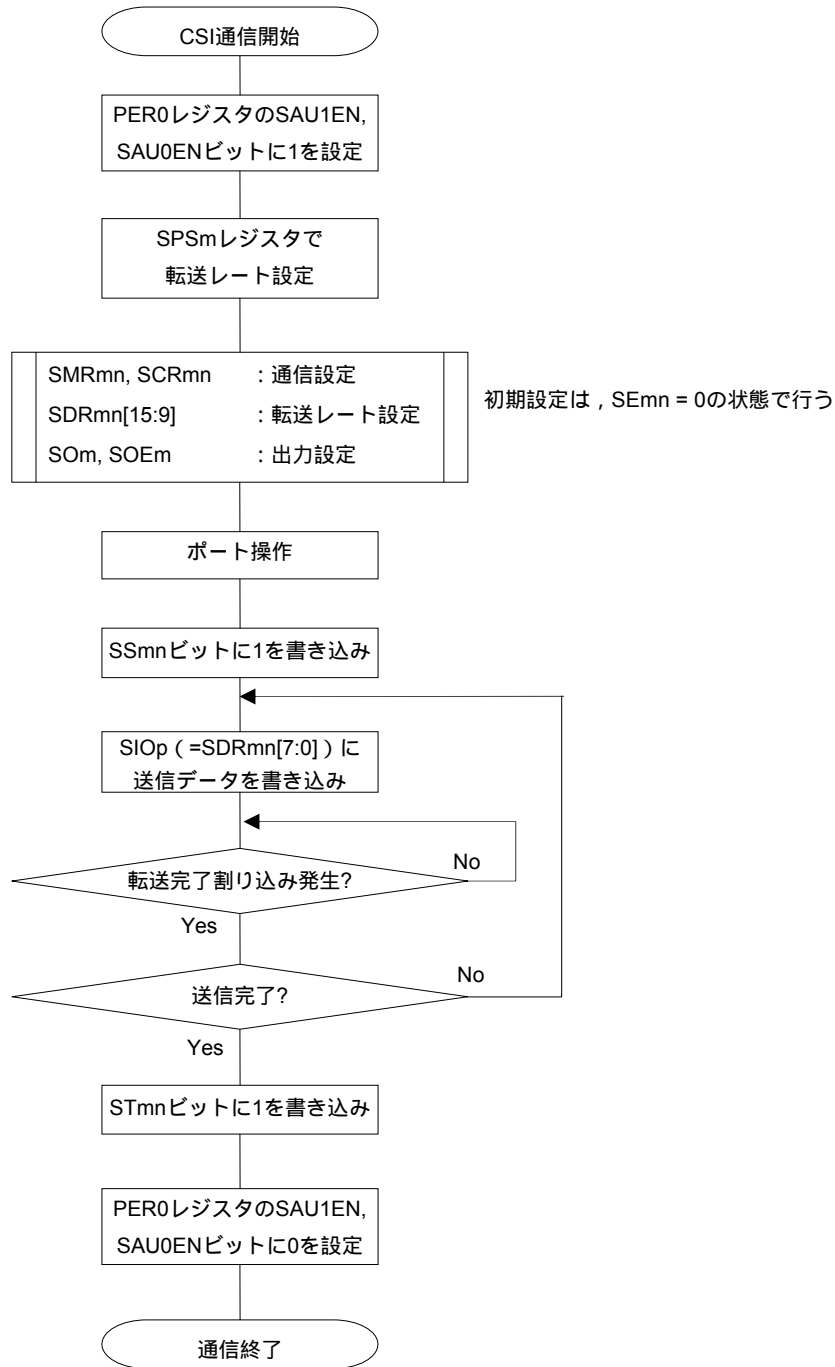 CSI通信開始
PER0レジスタのSAU1EN,
SAU0ENビットに1を設定
SPSmレジスタで
転送レート設定
SMRmn, SCRmn ：通信設定
SDRmn[15:9] ：転送レート設定
SOm, SOEm ：出力設定
初期設定は，SEmn = 0の状態で行う
ポート操作
SSmnビットに1を書き込み
SIOp（=SDRmn[7:0]）に
送信データを書き込み
転送完了割り込み発生?
No
Yes
送信完了?
No
Yes
STmnビットに1を書き込み
PER0レジスタのSAU1EN,
SAU0ENビットに0を設定
通信終了